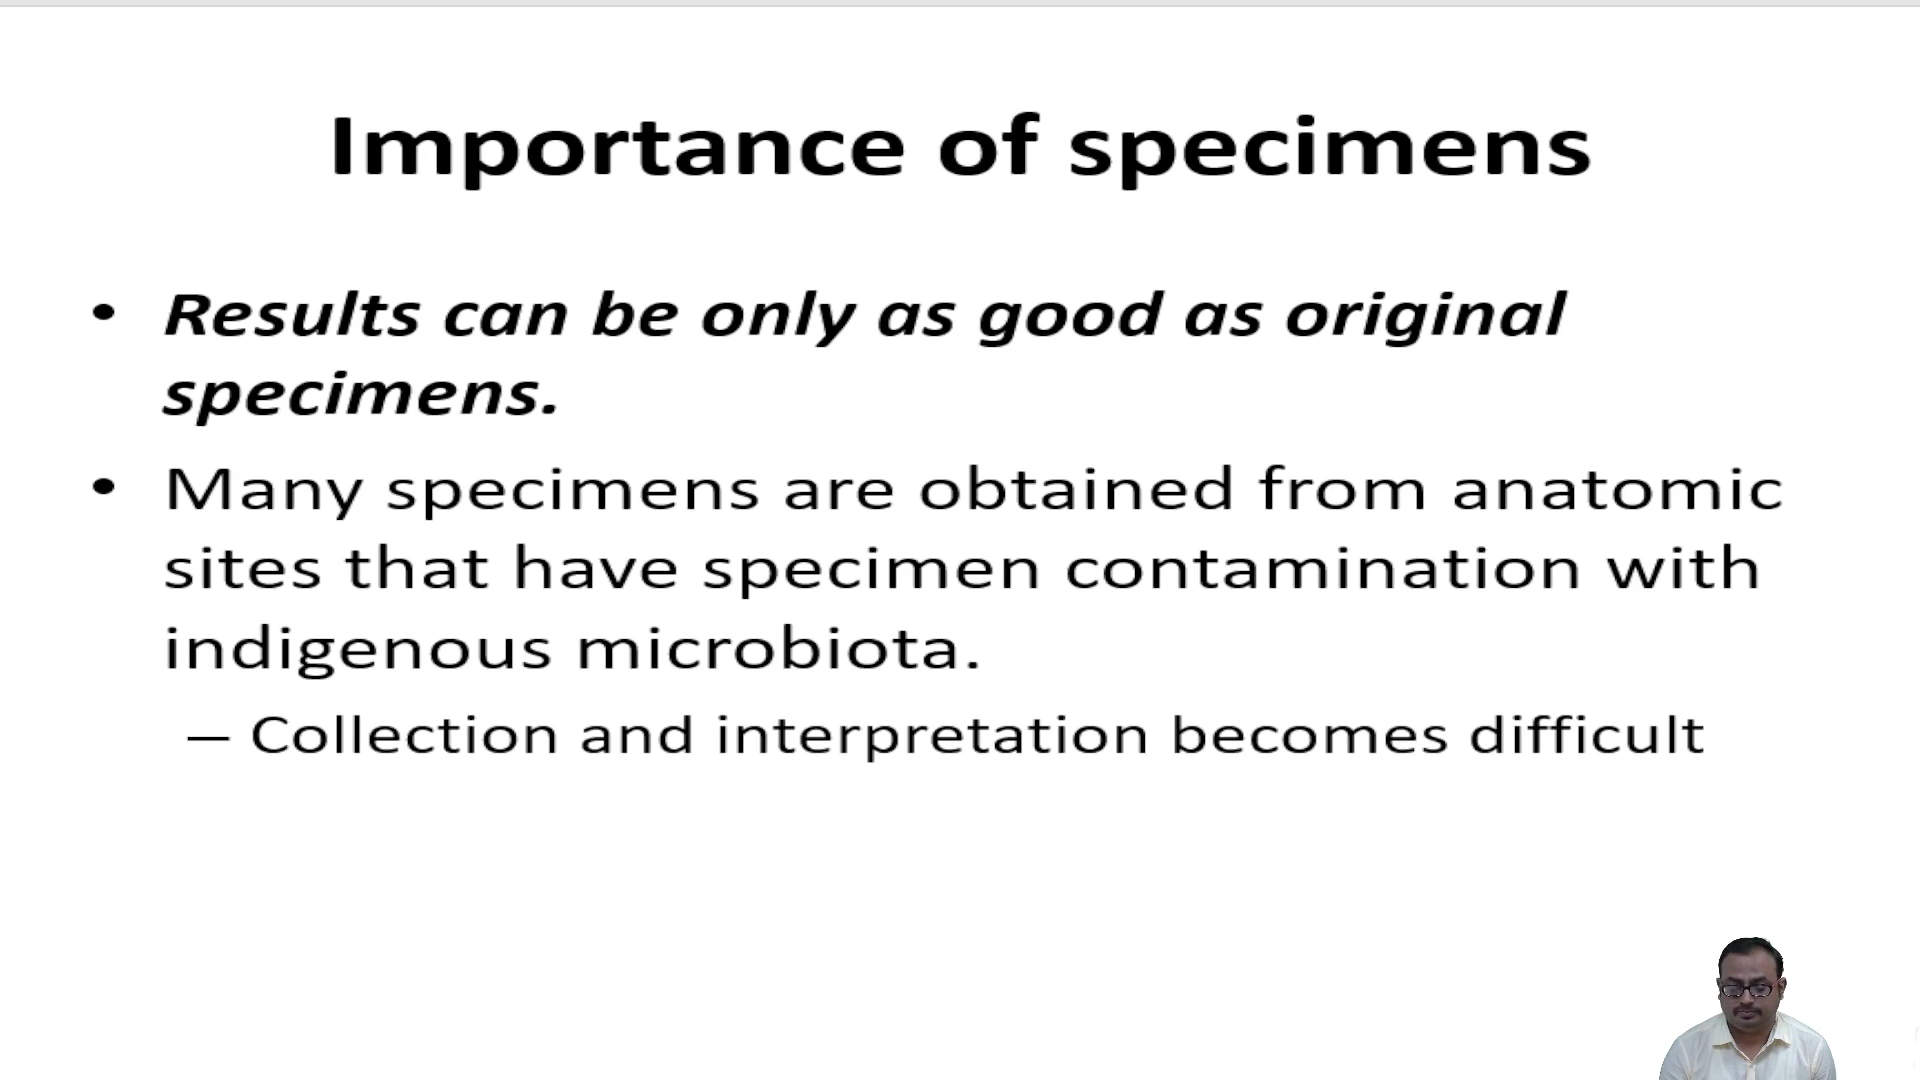 Importance of specimens
• Results can be only as good as original
specimens.
• Many specimens are obtained from anatomic
sites that have specimen contamination with
indigenous microbiota.
– Collection and interpretation becomes difficult